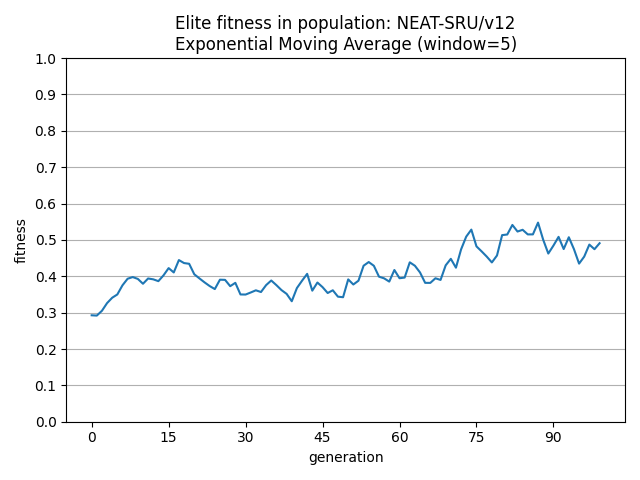 Elite fitness in population: NEAT-SRU/v12
Exponential Moving Average (window=5)
1.0
0.9
0.8
0.7
0.6
0.5
0.4
0.3
0.2
0.1
0.0
fitness
0 15 30 45 60 75 90
generation